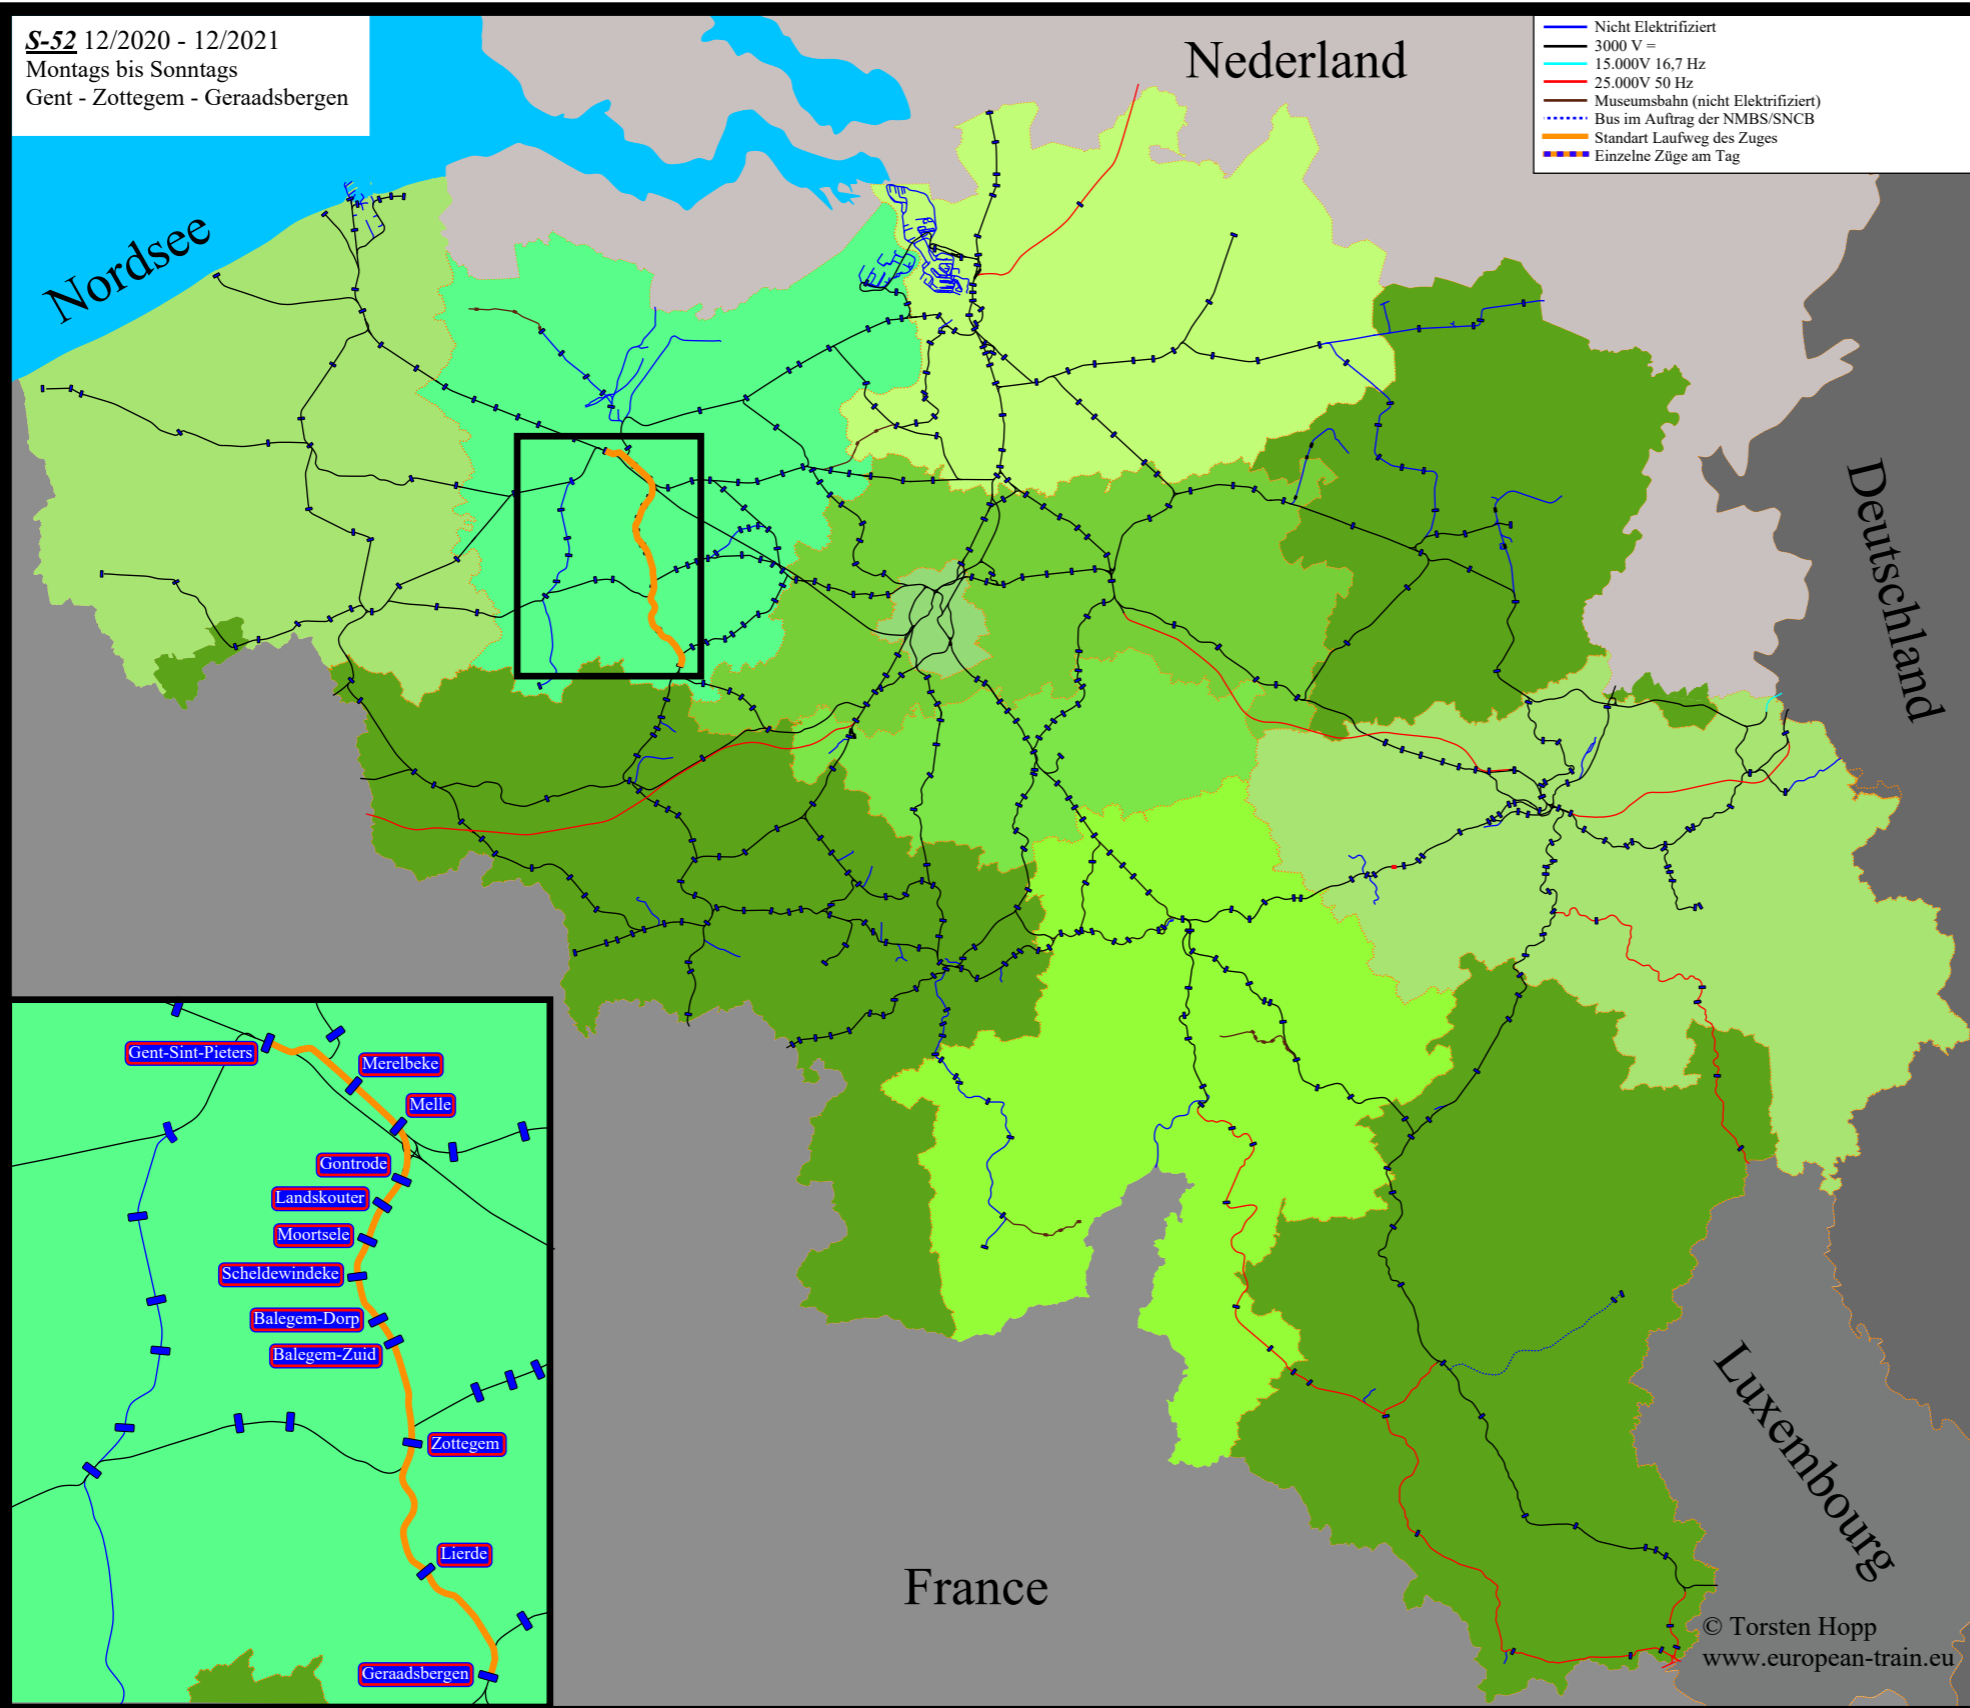 S-52 12/2020 - 12/2021
Montags bis Sonntags
Gent - Zottegem - Geraadsbergen
Nicht Elektrifiziert
3000 V =
15.000V 16,7 Hz
25.000V 50 Hz
Museumsbahn (nicht Elektrifiziert)
Bus im Auftrag der NMBS/SNCB
Standart Laufweg des Zuges
Einzelne Züge am Tag
Nederland
Nordsee
Deutschland
Luxembourg
France
Gent-Sint-Pieters
Merelbeke
Melle
Gontrode
Landskouter
Moortsele
Scheldewindeke
Balegem-Dorp
Balegem-Zuid
Zottegem
Lierde
Geraadsbergen
© Torsten Hopp
www.european-train.eu